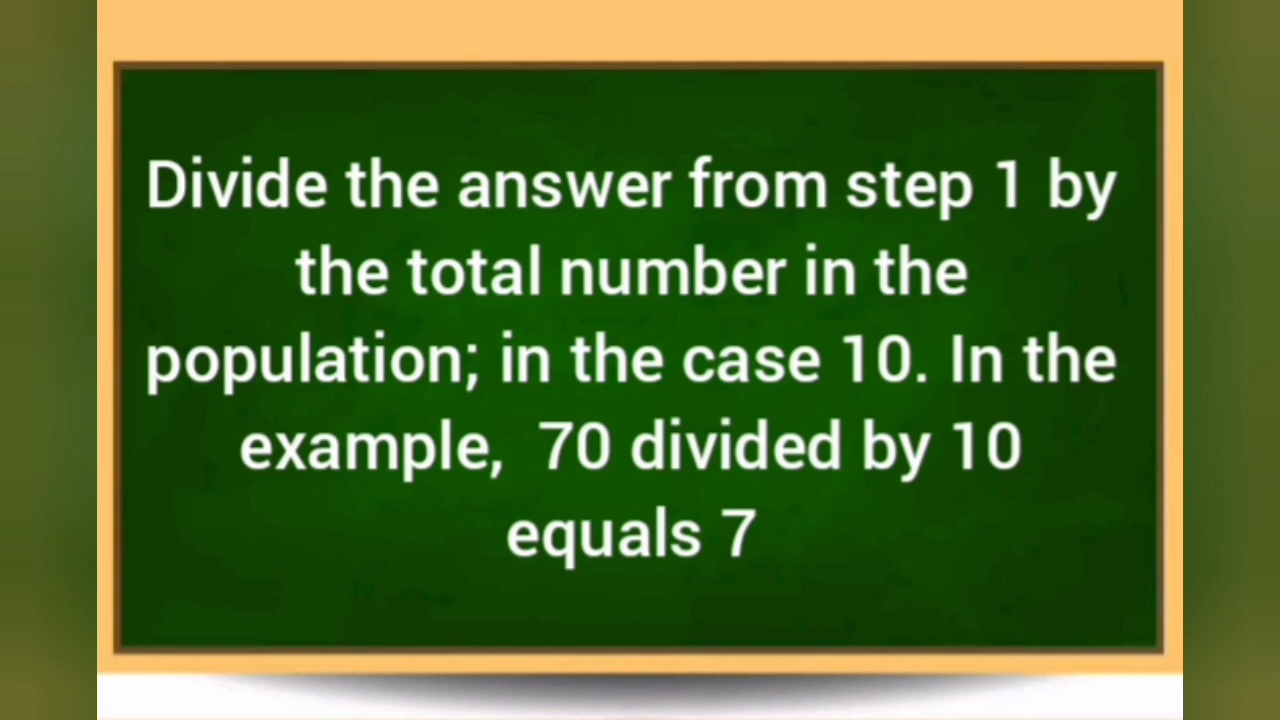 Divide the answer from step 1 by
the total number in the
population; in the case 10. In the
example, 70 divided by 10
equals 7